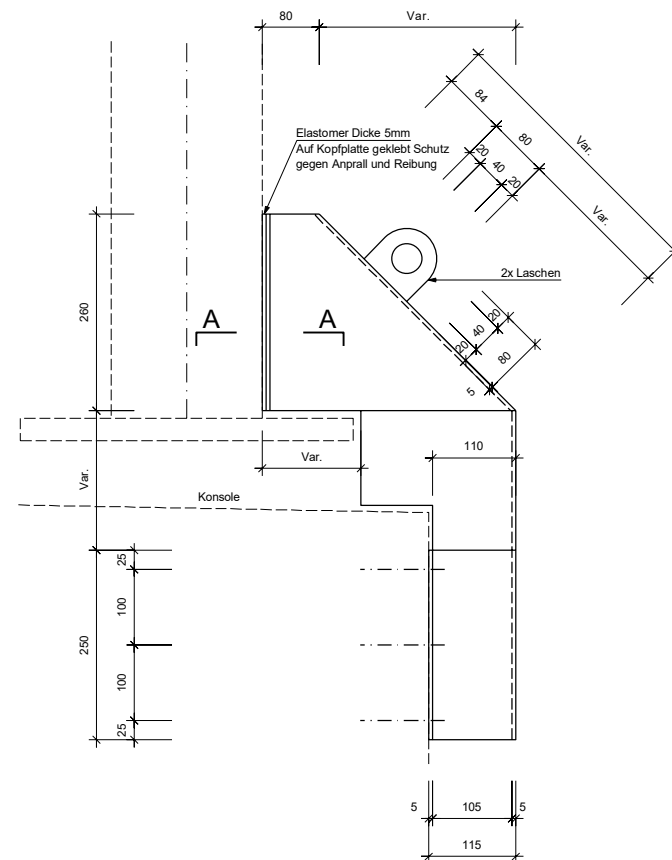 80
Var.
84
80
20
40
20
Var.
Var.
Elastomer Dicke 5mm
Auf Kopfplatte geklebt Schutz
gegen Anprall und Reibung
2x Laschen
260
A
A
20
40
20
80
5
110
Var.
Var.
Konsole
25
100
250
100
25
5
105
5
115